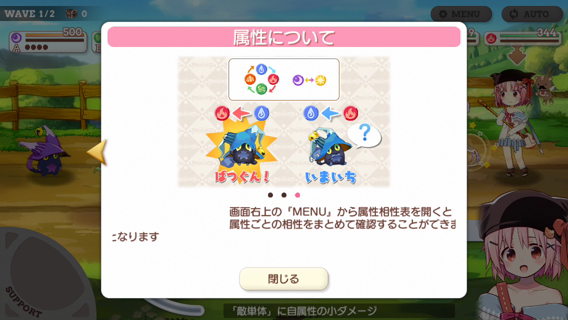 WAVE 1/2
0
MENU
AUTO
500
344
属性について
ばつぐん!
いまいち
?
画面右上の「MENU」から属性相性表を開くと
属性ごとの相性をまとめて確認することができま
となります
閉じる
SUPPORT
「敵単体」に自属性の小ダメージ